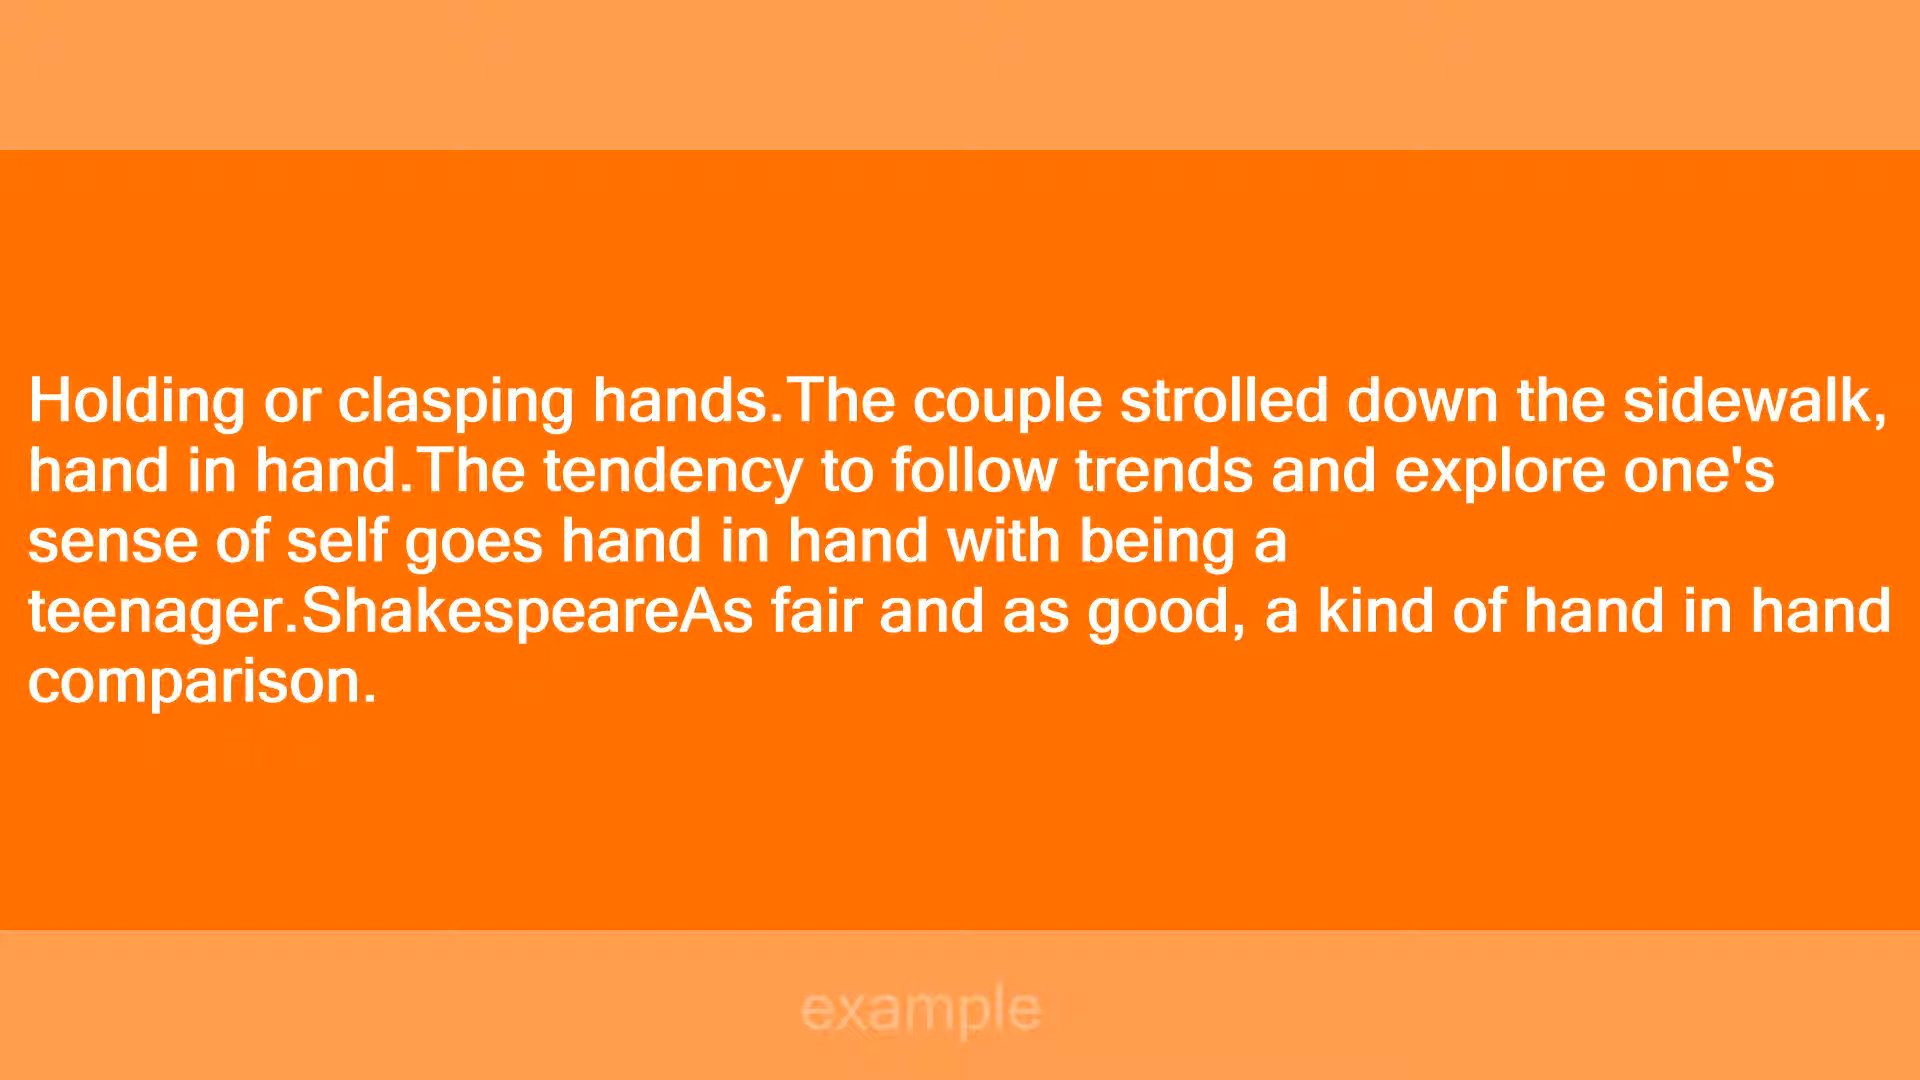 Holding or clasping hands.The couple strolled down the sidewalk,
hand in hand.The tendency to follow trends and explore one's
sense of self goes hand in hand with being a
teenager.ShakespeareAs fair and as good, a kind of hand in hand
comparison.
example